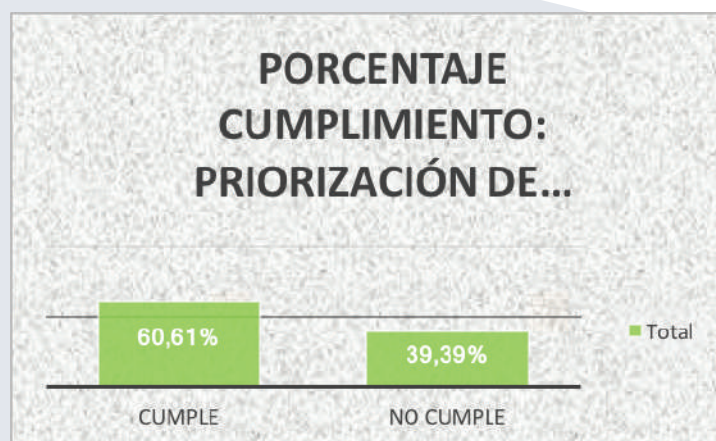 PORCENTAJE
CUMPLIMIENTO:
PRIORIZACIÓN DE...
60,61%
39,39%
Total
CUMPLE
NO CUMPLE